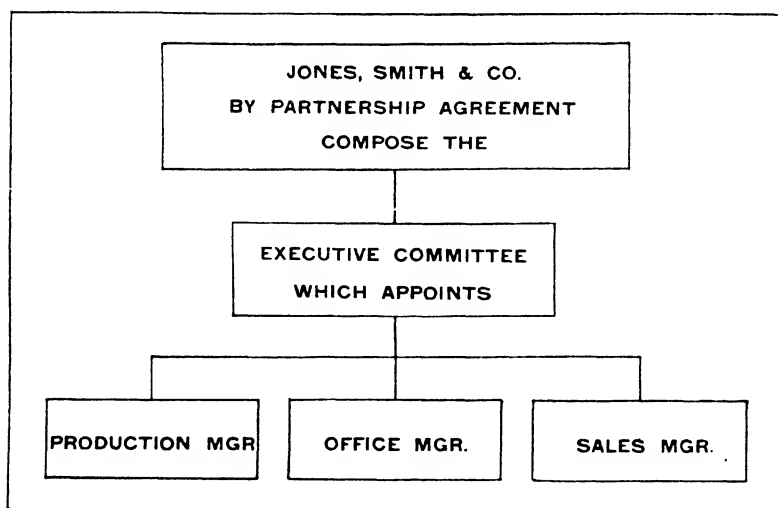 JONES, SMITH & CO.
BY PARTNERSHIP AGREEMENT
COMPOSE THE
EXECUTIVE COMMITTEE
WHICH APPOINTS
PRODUCTION MGR
OFFICE MGR.
SALES MGR.